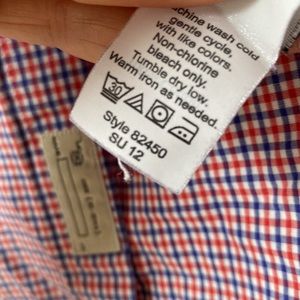 Machine wash cold
gentle cycle,
with like colors.
Non-chlorine
bleach only.
Tumble dry low.
Warm iron as needed.
30
Style 82450
SU 12